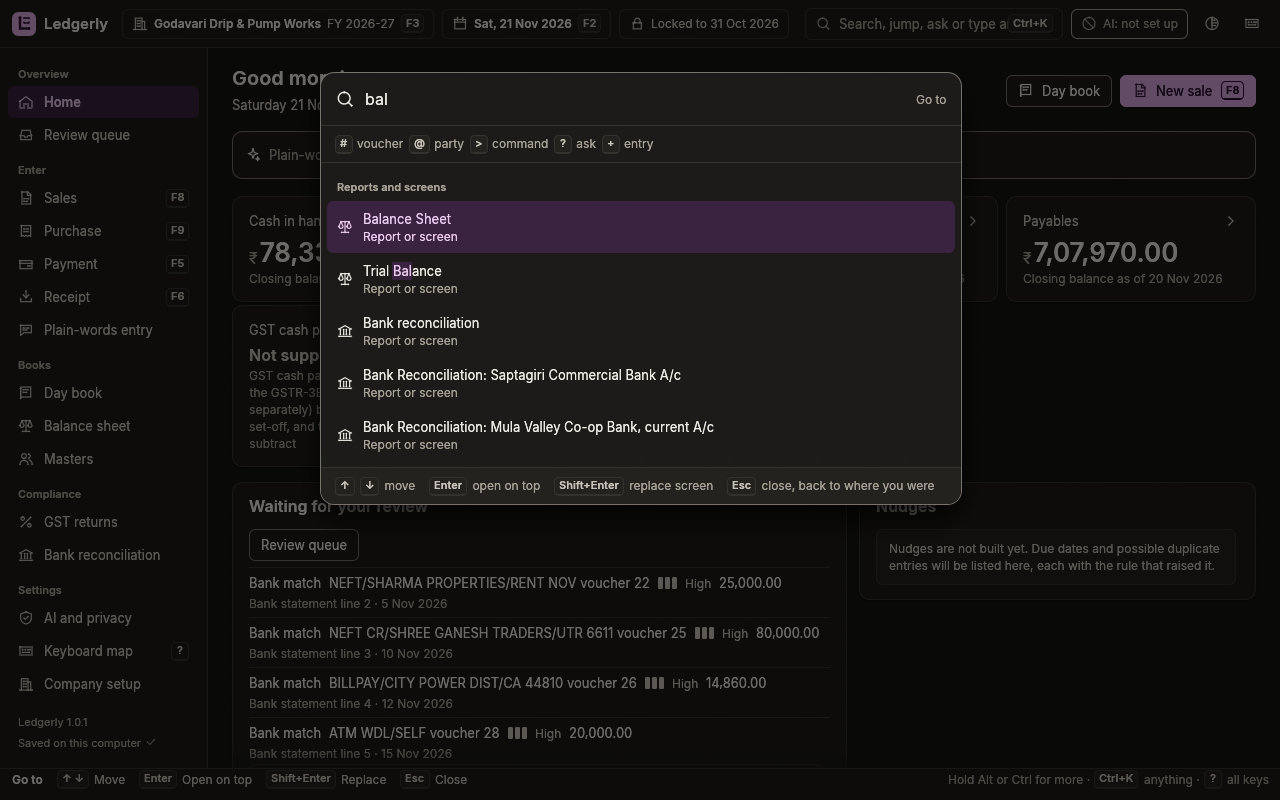 Ledgerly
Godavari Drip & Pump Works FY 2026-27 F3
Sat, 21 Nov 2026 F2
Locked to 31 Oct 2026
Search, jump, ask or type a Ctrl+K
AI: not set up
Overview
Home
Review queue
Enter
Sales F8
Purchase F9
Payment F5
Receipt F6
Plain-words entry
Books
Day book
Balance sheet
Masters
Compliance
GST returns
Bank reconciliation
Settings
AI and privacy
Keyboard map ?
Company setup
Ledgerly 1.0.1
Saved on this computer
Good mor
Saturday 21 No
Day book
New sale F8
Plain-wo
Cash in han
₹78,33
Closing bala
Payables
₹7,07,970.00
Closing balance as of 20 Nov 2026
GST cash p
Not supp
GST cash pa
the GSTR-3B
separately) b
set-off, and t
subtract
bal
Go to
# voucher @ party > command ? ask + entry
Reports and screens
Balance Sheet
Report or screen
Trial Balance
Report or screen
Bank reconciliation
Report or screen
Bank Reconciliation: Saptagiri Commercial Bank A/c
Report or screen
Bank Reconciliation: Mula Valley Co-op Bank, current A/c
Report or screen
↑ ↓ move Enter open on top Shift+Enter replace screen Esc close, back to where you were
Waiting for your review
Review queue
Bank match NEFT/SHARMA PROPERTIES/RENT NOV voucher 22 High 25,000.00
Bank statement line 2 · 5 Nov 2026
Bank match NEFT CR/SHREE GANESH TRADERS/UTR 6611 voucher 25 High 80,000.00
Bank statement line 3 · 10 Nov 2026
Bank match BILLPAY/CITY POWER DIST/CA 44810 voucher 26 High 14,860.00
Bank statement line 4 · 12 Nov 2026
Bank match ATM WDL/SELF voucher 28 High 20,000.00
Bank statement line 5 · 15 Nov 2026
Nudges
Nudges are not built yet. Due dates and possible duplicate
entries will be listed here, each with the rule that raised it.
Go to ↑ ↓ Move Enter Open on top Shift+Enter Replace Esc Close
Hold Alt or Ctrl for more · Ctrl+K anything · ? all keys